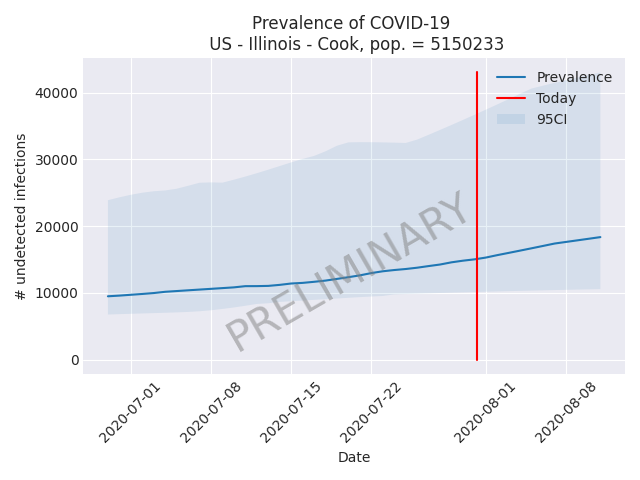 Prevalence of COVID-19
US - Illinois - Cook, pop. = 5150233
# undetected infections
40000
30000
20000
10000
0
Prevalence
Today
95CI
PRELIMINARY
2020-07-01
2020-07-08
2020-07-15
2020-07-22
2020-08-01
2020-08-08
Date